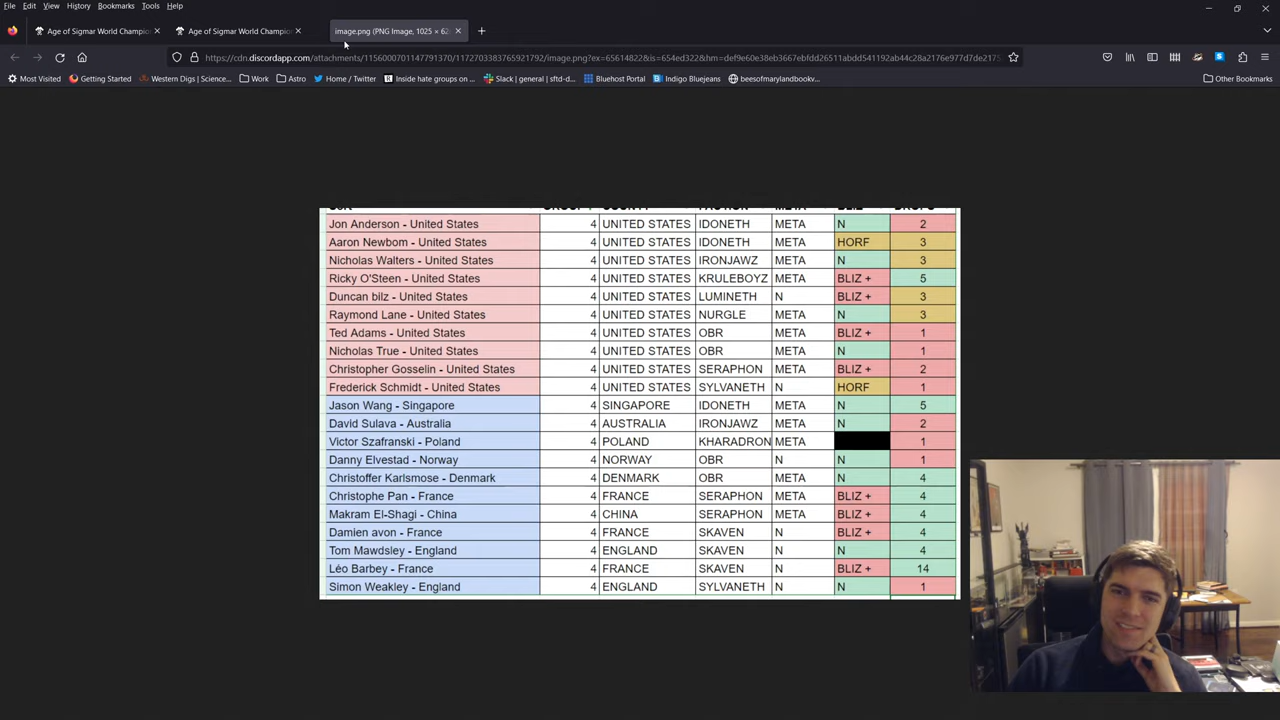 File Edit View History Bookmarks Tools Help
Age of Sigmar World Champi Age of Sigmar World Champion image.png (PNG Image, 1025 × 62
Most Visited Getting Started Western Digs | Science... Work Astro Home / Twitter Inside hate groups on ... Slack | general | sftd-d... Bluehost Portal Indigo Bluejeans beesofmarylandbookv... Other Bookmarks
Jon Anderson - United States 4 UNITED STATES IDONETH META N 2
Aaron Newbom - United States 4 UNITED STATES IDONETH META HORF 3
Nicholas Walters - United States 4 UNITED STATES IRONJAWZ META N 3
Ricky O'Steen - United States 4 UNITED STATES KRULEBOYZ META BLIZ + 5
Duncan bilz - United States 4 UNITED STATES LUMINETH N BLIZ + 3
Raymond Lane - United States 4 UNITED STATES NURGLE META N 3
Ted Adams - United States 4 UNITED STATES OBR META BLIZ + 1
Nicholas True - United States 4 UNITED STATES OBR META N 1
Christopher Gosselin - United States 4 UNITED STATES SERAPHON META BLIZ + 2
Frederick Schmidt - United States 4 UNITED STATES SYLVANETH N HORF 1
Jason Wang - Singapore 4 SINGAPORE IDONETH META N 5
David Sulava - Australia 4 AUSTRALIA IRONJAWZ META N 2
Victor Szafranski - Poland 4 POLAND KHARADRON META 1
Danny Elvestad - Norway 4 NORWAY OBR N N 1
Christoffer Karlsmose - Denmark 4 DENMARK OBR META N 4
Christophe Pan - France 4 FRANCE SERAPHON META BLIZ + 4
Makram El-Shagi - China 4 CHINA SERAPHON META BLIZ + 4
Damien avon - France 4 FRANCE SKAVEN N BLIZ + 4
Tom Mawdsley - England 4 ENGLAND SKAVEN N N 4
Léo Barbey - France 4 FRANCE SKAVEN N BLIZ + 14
Simon Weakley - England 4 ENGLAND SYLVANETH N N 1